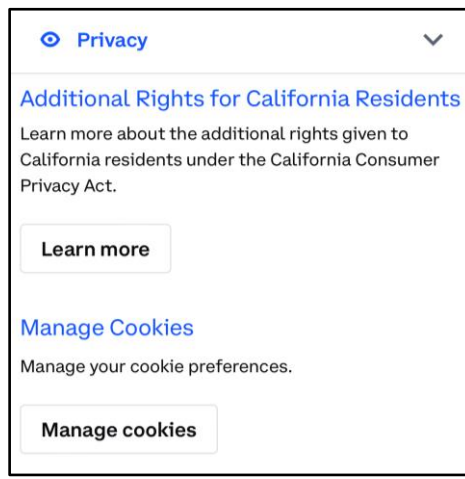 Privacy
Additional Rights for California Residents
Learn more about the additional rights given to
California residents under the California Consumer
Privacy Act.
Learn more
Manage Cookies
Manage your cookie preferences.
Manage cookies